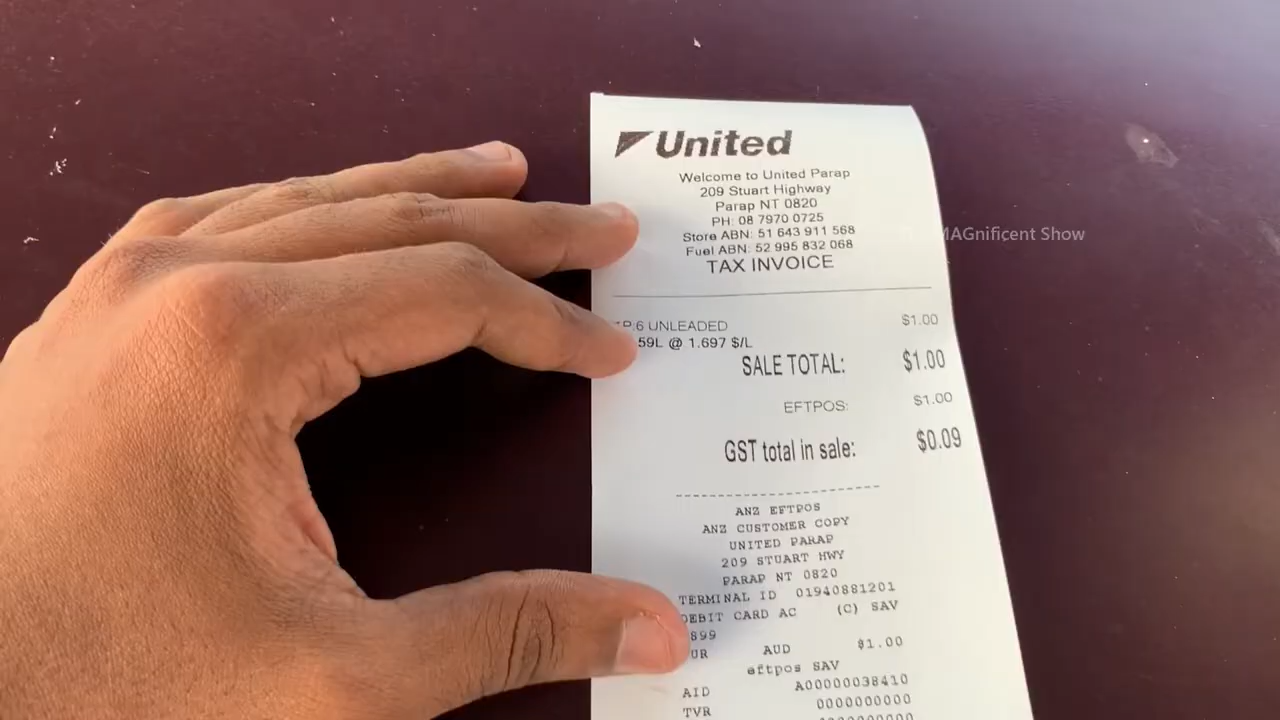 United
Welcome to United Parap
209 Stuart Highway
Parap NT 0820
PH: 08 7970 0725
Store ABN: 51 643 911 568
Fuel ABN: 52 995 832 068
TAX INVOICE
MAGnificent Show
UNLEADED $1.00
59L @ 1.697 $/L
SALE TOTAL: $1.00
EFTPOS: $1.00
GST total in sale: $0.09
ANZ EFTPOS
ANZ CUSTOMER COPY
UNITED PARAP
209 STUART HWY
PARAP NT 0820
TERMINAL ID 01940881201
DEBIT CARD AC (C) SAV
899
UR AUD $1.00
eftpos SAV
AID A00000038410
TVR 0000000000